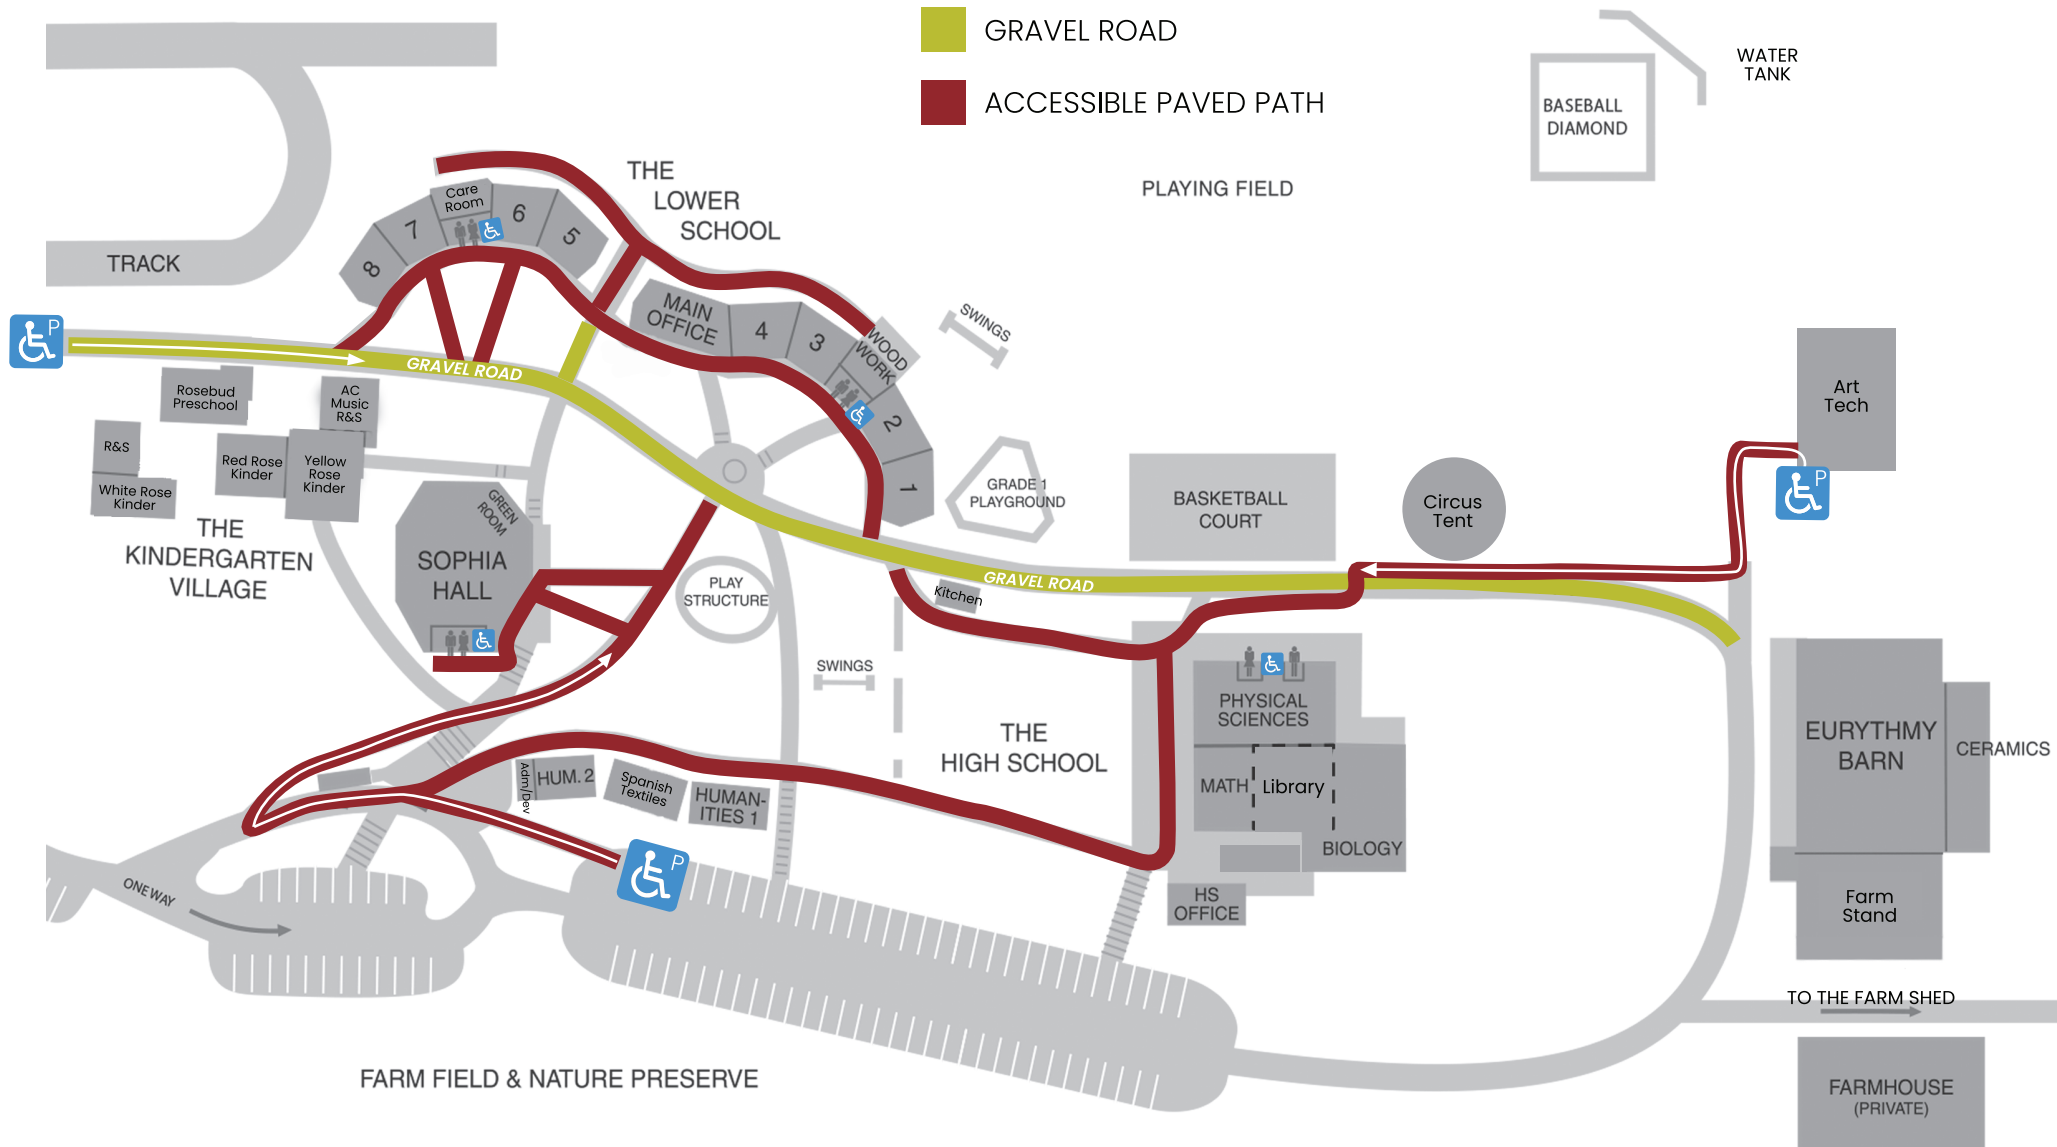 GRAVEL ROAD
ACCESSIBLE PAVED PATH
WATER
TANK
BASEBALL
DIAMOND
PLAYING FIELD
THE
LOWER
SCHOOL
Care
Room
8
7
6
5
TRACK
P
MAIN
OFFICE
4
3
WOOD
WORK
2
1
SWINGS
GRAVEL ROAD
Rosebud
Preschool
AC
Music
R&S
R&S
White Rose
Kinder
Red Rose
Kinder
Yellow
Rose
Kinder
THE
KINDERGARTEN
VILLAGE
GREEN
ROOM
SOPHIA
HALL
GRADE 1
PLAYGROUND
BASKETBALL
COURT
Circus
Tent
Art
Tech
P
PLAY
STRUCTURE
GRAVEL ROAD
Kitchen
SWINGS
THE
HIGH SCHOOL
PHYSICAL
SCIENCES
MATH
Library
BIOLOGY
HS
OFFICE
EURYTHMY
BARN
CERAMICS
Farm
Stand
Adm/Dev
HUM. 2
Spanish
Textiles
HUMAN-
ITIES 1
P
ONE WAY
TO THE FARM SHED
FARMHOUSE
(PRIVATE)
FARM FIELD & NATURE PRESERVE